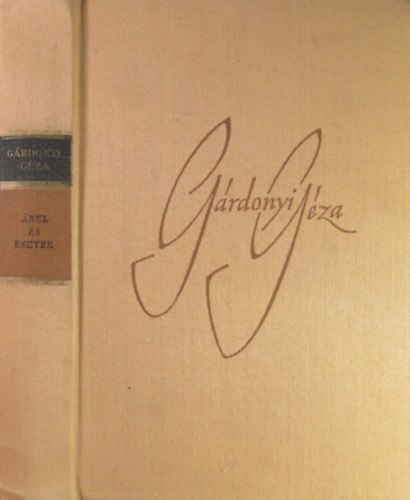 GÁRDONYI
GÉZA
ÁBEL
ÉS
ESZTER
Gárdonyi Géza